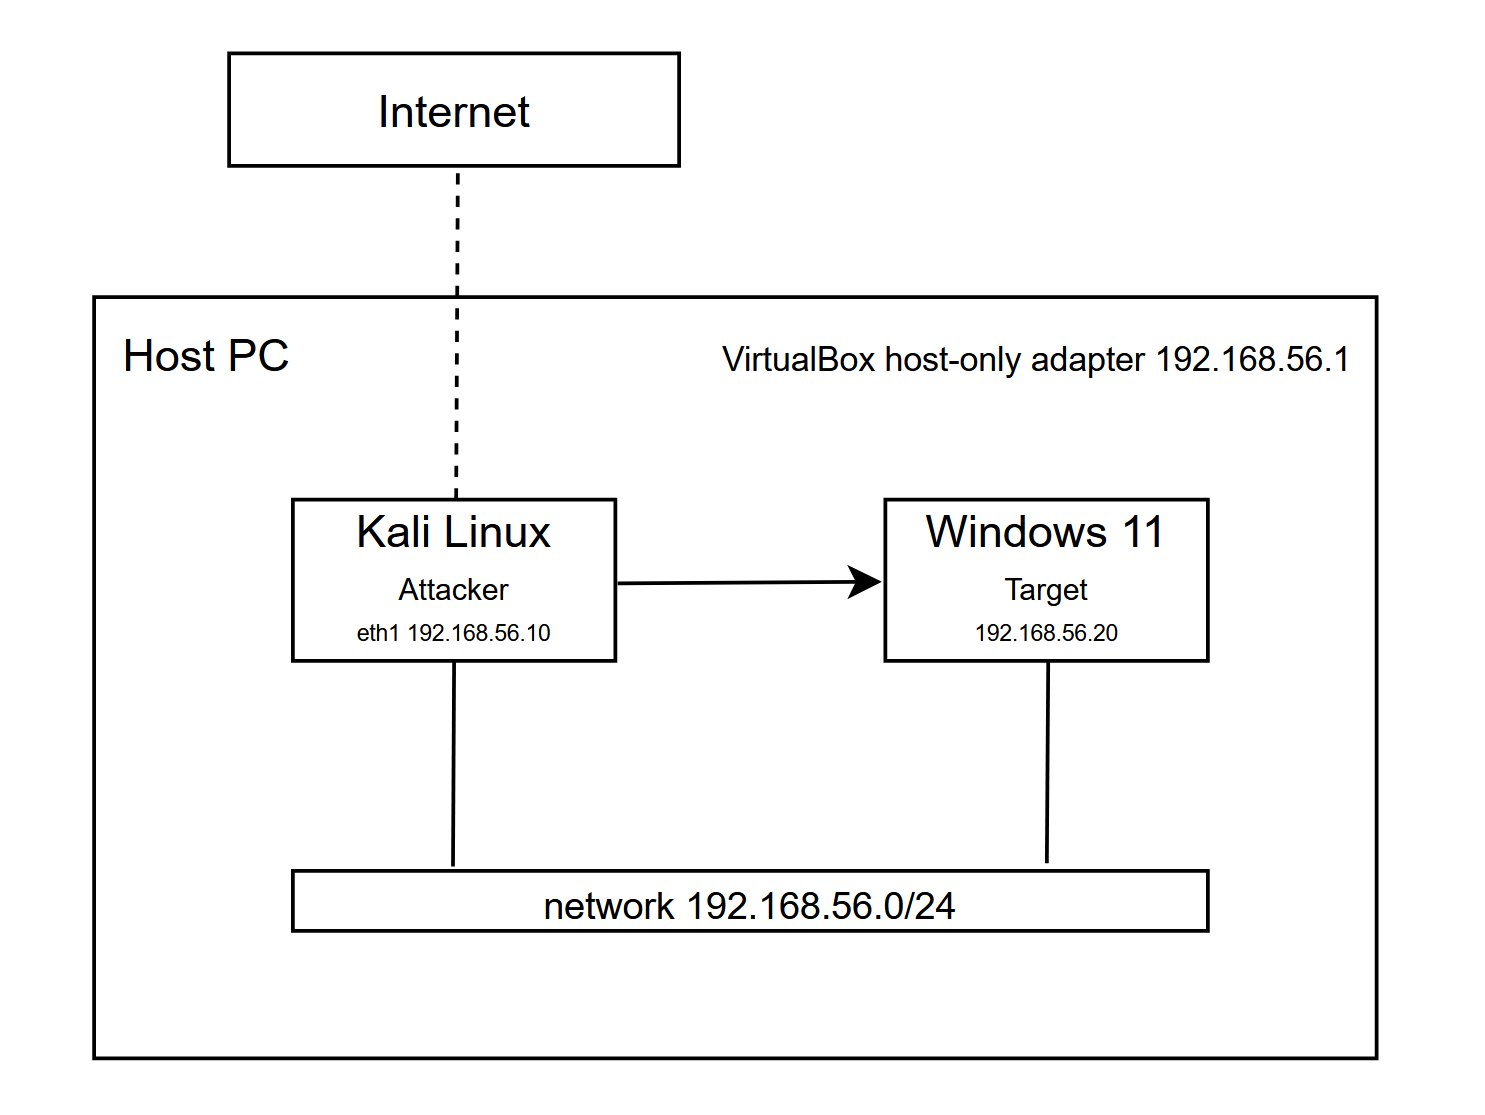 Internet
Host PC
VirtualBox host-only adapter 192.168.56.1
Kali Linux
Attacker
eth1 192.168.56.10
Windows 11
Target
192.168.56.20
network 192.168.56.0/24